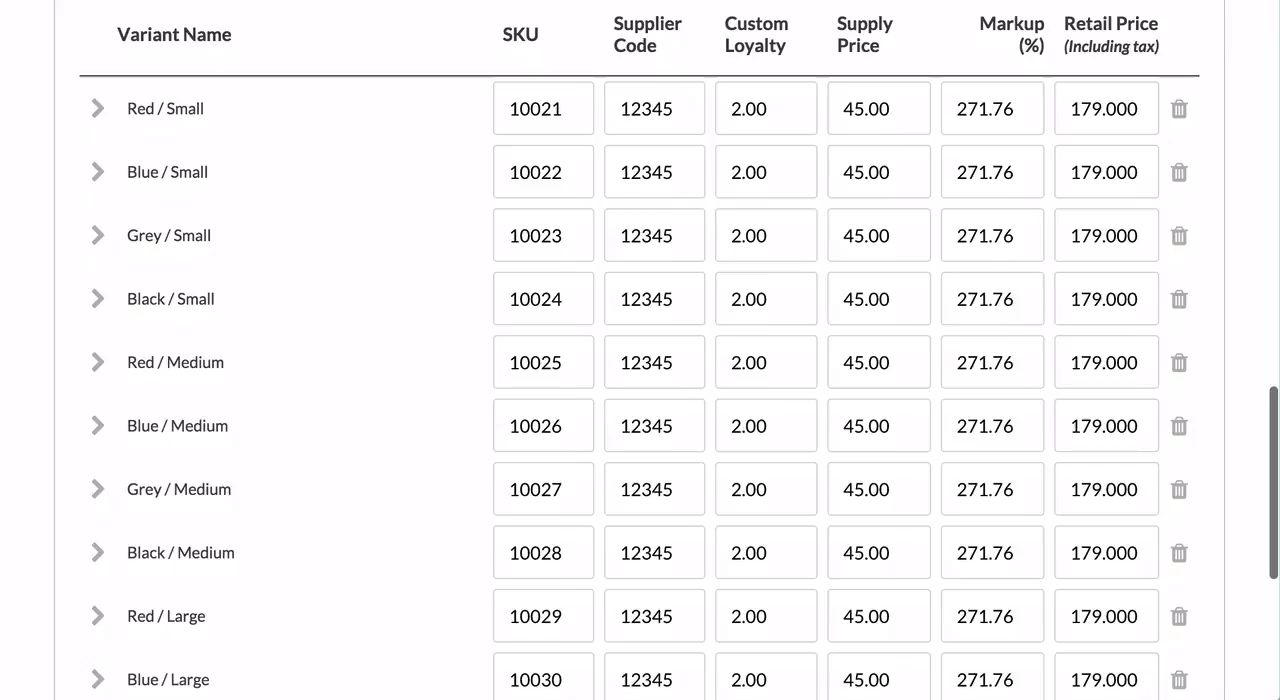 Variant Name SKU Supplier Code Custom Loyalty Supply Price Markup (%) Retail Price (Including tax)
Red / Small 10021 12345 2.00 45.00 271.76 179.000
Blue / Small 10022 12345 2.00 45.00 271.76 179.000
Grey / Small 10023 12345 2.00 45.00 271.76 179.000
Black / Small 10024 12345 2.00 45.00 271.76 179.000
Red / Medium 10025 12345 2.00 45.00 271.76 179.000
Blue / Medium 10026 12345 2.00 45.00 271.76 179.000
Grey / Medium 10027 12345 2.00 45.00 271.76 179.000
Black / Medium 10028 12345 2.00 45.00 271.76 179.000
Red / Large 10029 12345 2.00 45.00 271.76 179.000
Blue / Large 10030 12345 2.00 45.00 271.76 179.000